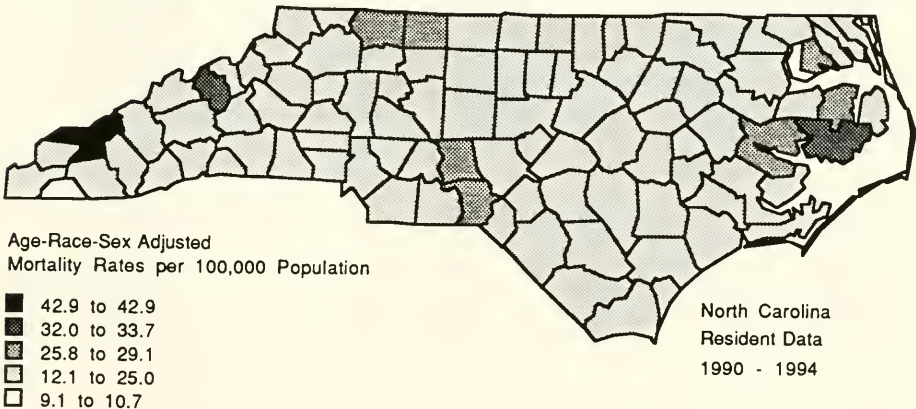 Age-Race-Sex Adjusted
Mortality Rates per 100,000 Population
42.9 to 42.9
32.0 to 33.7
25.8 to 29.1
12.1 to 25.0
9.1 to 10.7
North Carolina
Resident Data
1990 - 1994